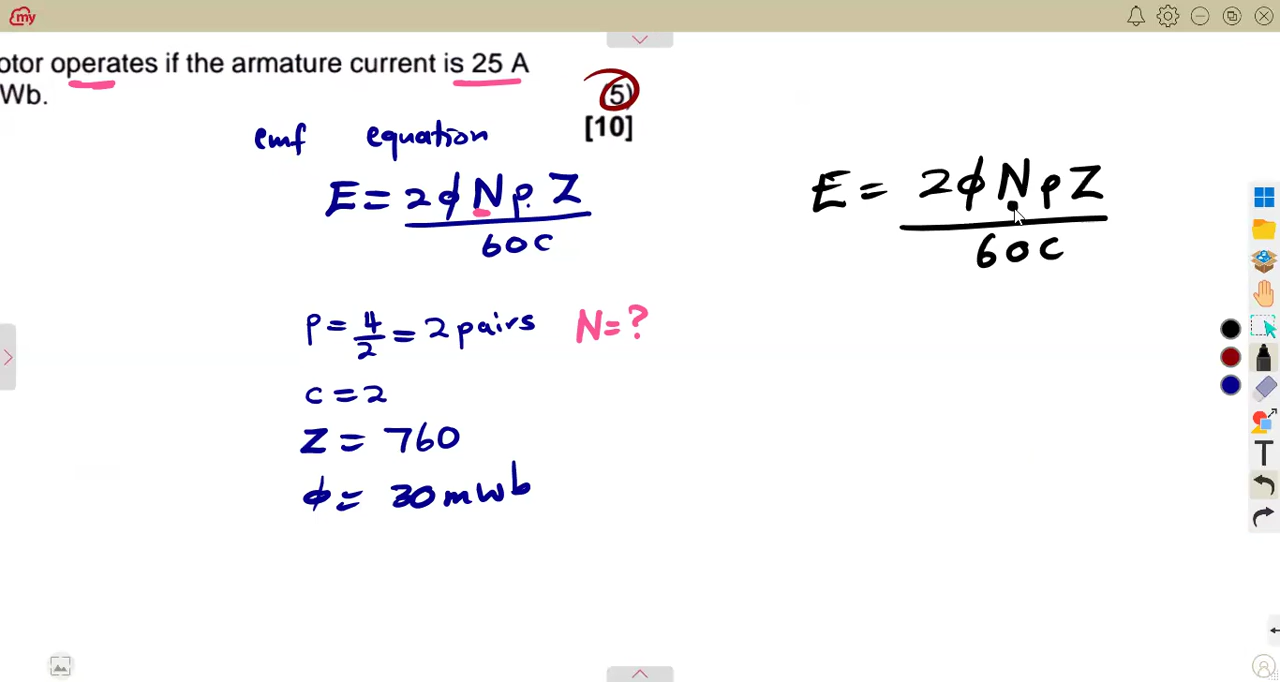 my
otor operates if the armature current is 25 A
Wb.
(5)
[10]
emf equation
E = 2ϕNpZ
60c
E = 2ϕNpZ
60c
p = 4/2 = 2 pairs
N = ?
c = 2
Z = 760
ϕ = 30mwb
T